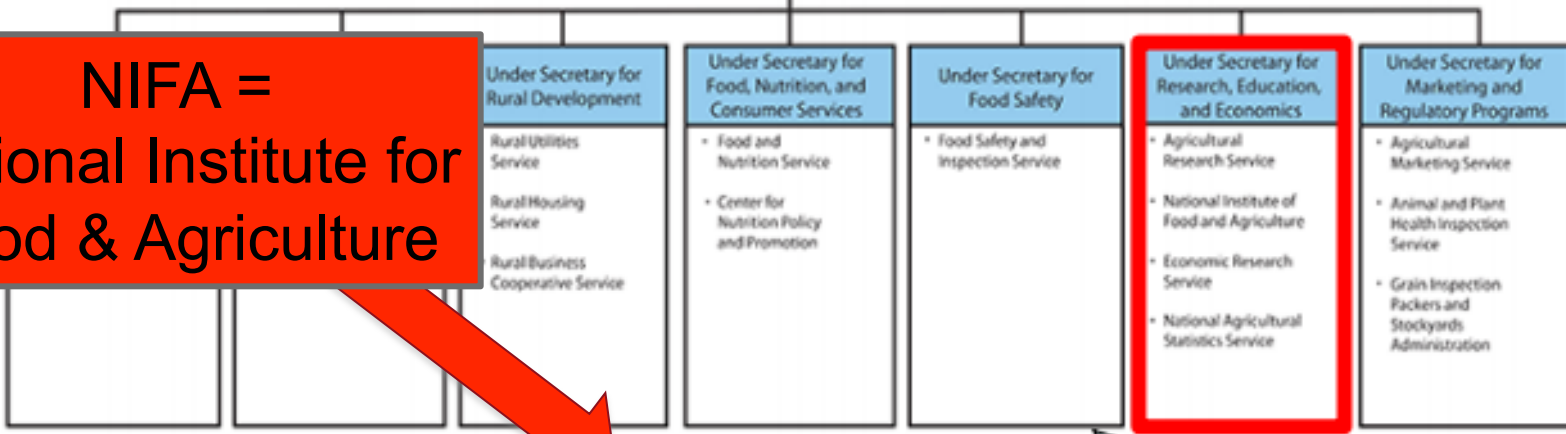 NIFA =
ional Institute for
od & Agriculture
Under Secretary for
Rural Development
Rural Utilities
Service
Rural Housing
Service
Rural Business
Cooperative Service
Under Secretary for
Food, Nutrition, and
Consumer Services
• Food and
Nutrition Service
• Center for
Nutrition Policy
and Promotion
Under Secretary for
Food Safety
• Food Safety and
Inspection Service
Under Secretary for
Research, Education,
and Economics
• Agricultural
Research Service
• National Institute of
Food and Agriculture
• Economic Research
Service
• National Agricultural
Statistics Service
Under Secretary for
Marketing and
Regulatory Programs
• Agricultural
Marketing Service
• Animal and Plant
Health Inspection
Service
• Grain Inspection
Packers and
Stockyards
Administration